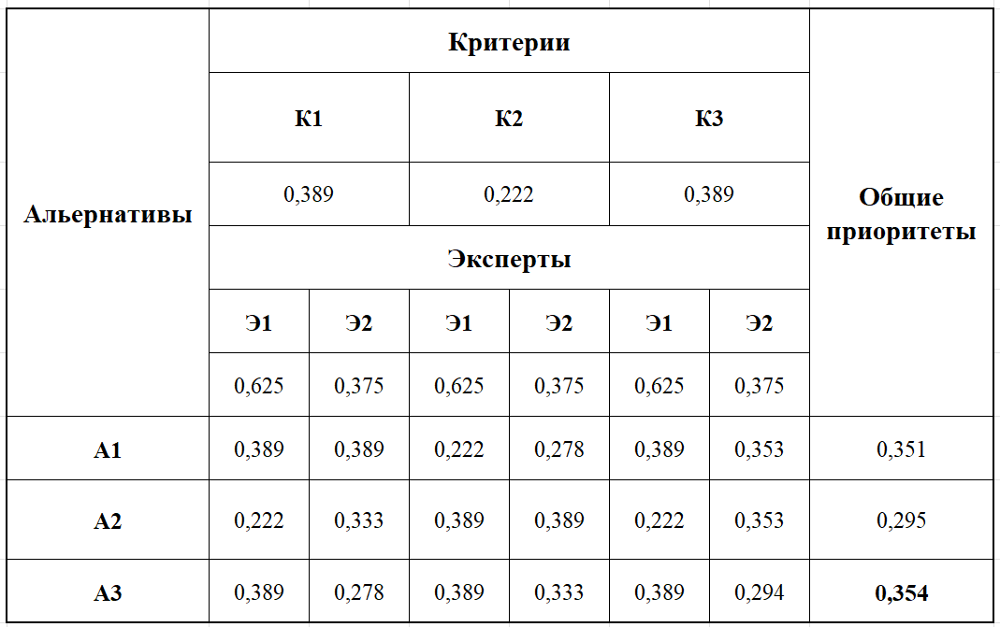 Альернативы
Критерии
Общие
приоритеты
К1 К2 К3
0,389 0,222 0,389
Эксперты
Э1 Э2 Э1 Э2 Э1 Э2
0,625 0,375 0,625 0,375 0,625 0,375
А1 0,389 0,389 0,222 0,278 0,389 0,353 0,351
А2 0,222 0,333 0,389 0,389 0,222 0,353 0,295
А3 0,389 0,278 0,389 0,333 0,389 0,294 0,354